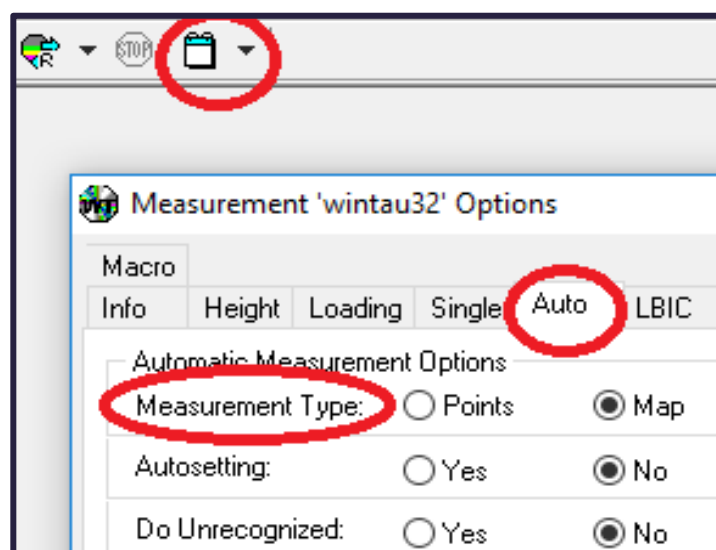 R STOP
WT Measurement 'wintau32' Options
Macro
Info Height Loading Single Auto LBIC
Automatic Measurement Options
Measurement Type: Points Map
Autosetting: Yes No
Do Unrecognized: Yes No